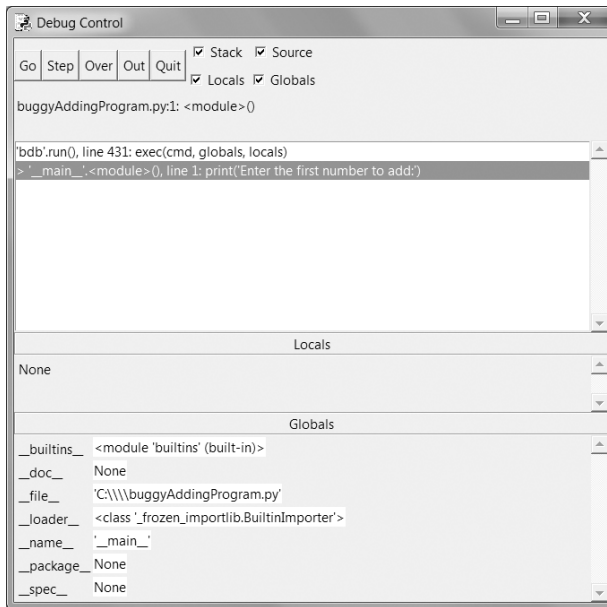 Debug Control
Go Step Over Out Quit
Stack Source
Locals Globals
buggyAddingProgram.py:1: <module>()
'bdb'.run(), line 431: exec(cmd, globals, locals)
> '__main__'.<module>(), line 1: print('Enter the first number to add:')
Locals
None
Globals
__builtins__ <module 'builtins' (built-in)>
__doc__ None
__file__ 'C:\\\\buggyAddingProgram.py'
__loader__ <class '_frozen_importlib.BuiltinImporter'>
__name__ '__main__'
__package__ None
__spec__ None